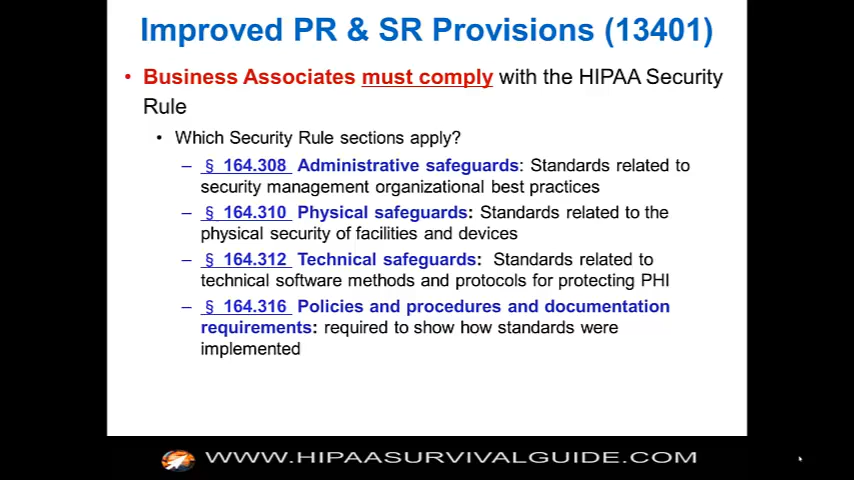 Improved PR & SR Provisions (13401)
• Business Associates must comply with the HIPAA Security
Rule
• Which Security Rule sections apply?
– § 164.308 Administrative safeguards: Standards related to
security management organizational best practices
– § 164.310 Physical safeguards: Standards related to the
physical security of facilities and devices
– § 164.312 Technical safeguards: Standards related to
technical software methods and protocols for protecting PHI
– § 164.316 Policies and procedures and documentation
requirements: required to show how standards were
implemented
WWW.HIPAASURVIVALGUIDE.COM